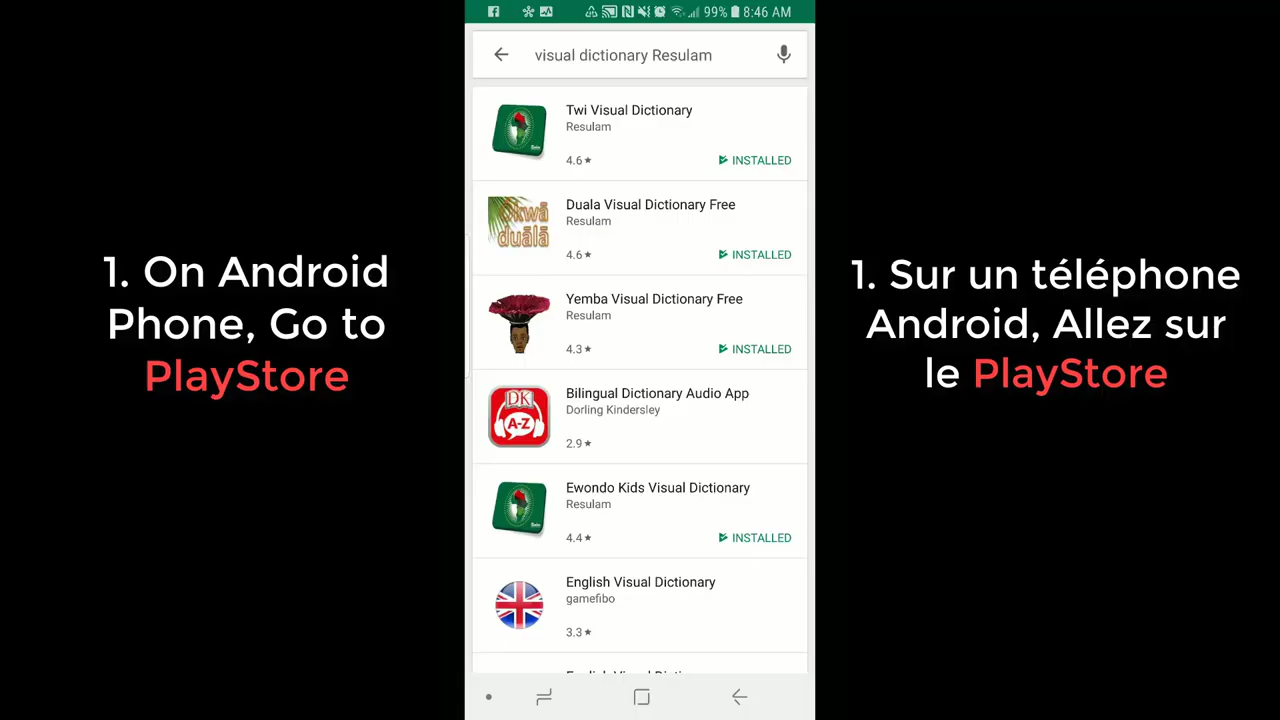 99% 8:46 AM
visual dictionary Resulam
Twi Visual Dictionary
Resulam
4.6★
INSTALLED
Okwā
duālā
Duala Visual Dictionary Free
Resulam
4.6★
INSTALLED
Yemba Visual Dictionary Free
Resulam
4.3★
INSTALLED
DK
A-Z
Bilingual Dictionary Audio App
Dorling Kindersley
2.9★
Ewondo Kids Visual Dictionary
Resulam
4.4★
INSTALLED
English Visual Dictionary
gamefibo
3.3★
1. On Android
Phone, Go to
PlayStore
1. Sur un téléphone
Android, Allez sur
le PlayStore